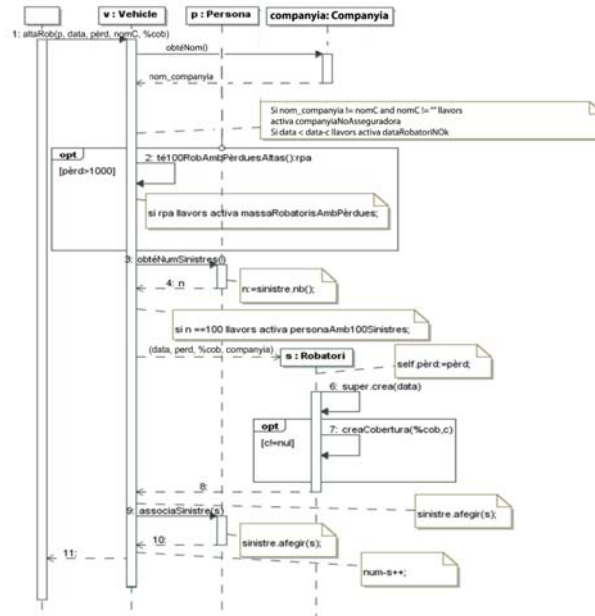 v : Vehicle
p : Persona
companyia: Companyia
1: altaRob(p, data, pèrd, nomC, %cob)
obtéNom()
nom_companyia
Si nom_companyia != nomC and nomC != "" llavors
activa companyiaNoAsseguradora
Si data < data-c llavors activa dataRobatoriNOk
opt
2: té100RobAmbPèrduesAltas():rpa
[pèrd>1000]
si rpa llavors activa massaRobatorisAmbPèrdues;
3: obtéNumSinistres()
4: n
n:=sinistre.nb();
si n ==100 llavors activa personaAmb100Sinistres;
(data, perd, %cob, companyia)
s : Robatori
self.pèrd:=pèrd;
6: super.crea(data)
opt
7: creaCobertura(%cob,c)
[c!=nul]
8:
9: associaSinistre(s)
sinistre.afegir(s);
10:
sinistre.afegir(s);
11:
num-s++;